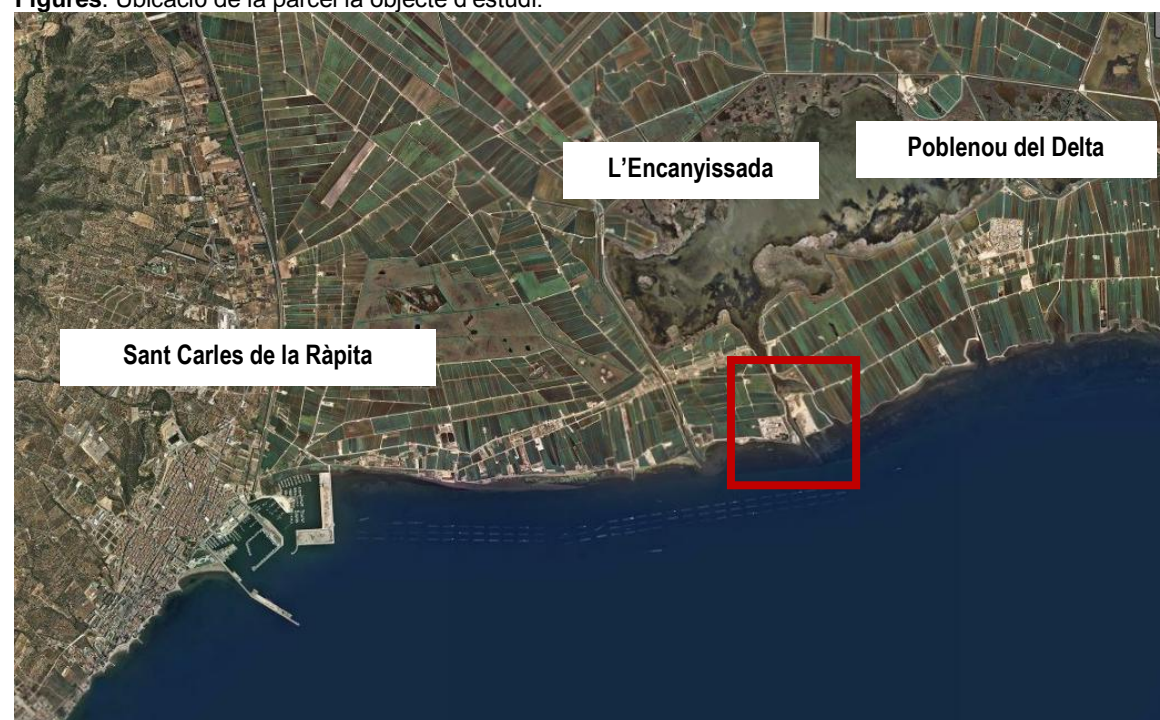 Figures: Ubicació de la parcel·la objecte d'estudi.
Poblenou del Delta
L'Encanyissada
Sant Carles de la Ràpita